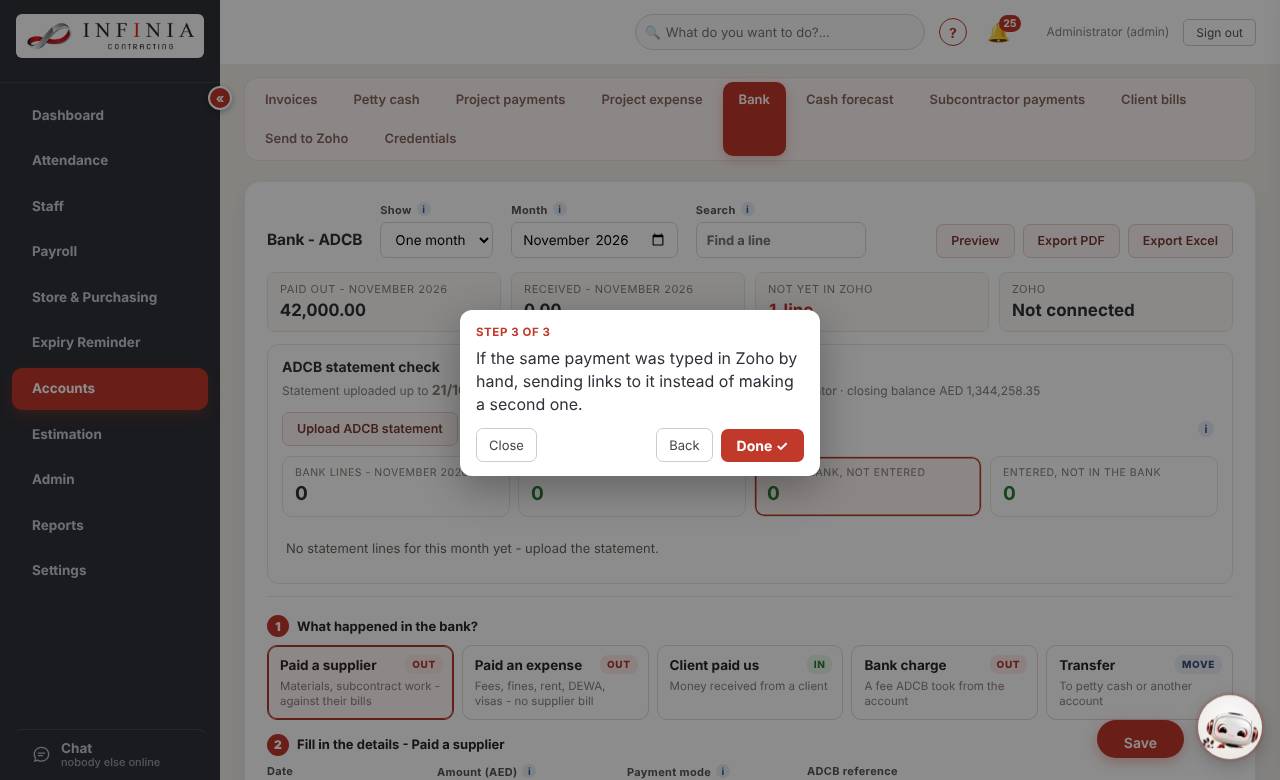 INFINIA
CONTRACTING
What do you want to do?...
?
25
Administrator (admin)
Sign out
«
Dashboard
Attendance
Staff
Payroll
Store & Purchasing
Expiry Reminder
Accounts
Estimation
Admin
Reports
Settings
Chat
nobody else online
Invoices
Petty cash
Project payments
Project expense
Bank
Cash forecast
Subcontractor payments
Client bills
Send to Zoho
Credentials
Bank - ADCB
Show i
One month
Month i
November 2026
Search i
Find a line
Preview
Export PDF
Export Excel
PAID OUT - NOVEMBER 2026
42,000.00
RECEIVED - NOVEMBER 2026
0.00
NOT YET IN ZOHO
1 line
ZOHO
Not connected
ADCB statement check
Statement uploaded up to
· closing balance AED 1,344,258.35
Upload ADCB statement
i
STEP 3 OF 3
If the same payment was typed in Zoho by
hand, sending links to it instead of making
a second one.
Close
Back
Done ✓
BANK LINES - NOVEMBER
0
0
BANK, NOT ENTERED
0
ENTERED, NOT IN THE BANK
0
No statement lines for this month yet - upload the statement.
1 What happened in the bank?
Paid a supplier OUT
Materials, subcontract work -
against their bills
Paid an expense OUT
Fees, fines, rent, DEWA,
visas - no supplier bill
Client paid us IN
Money received from a client
Bank charge OUT
A fee ADCB took from the
account
Transfer MOVE
To petty cash or another
account
2 Fill in the details - Paid a supplier
Save
Date
Amount (AED) i
Payment mode i
ADCB reference